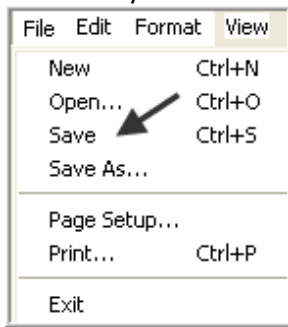 File Edit Format View
New Ctrl+N
Open... Ctrl+O
Save Ctrl+S
Save As...
Page Setup...
Print... Ctrl+P
Exit